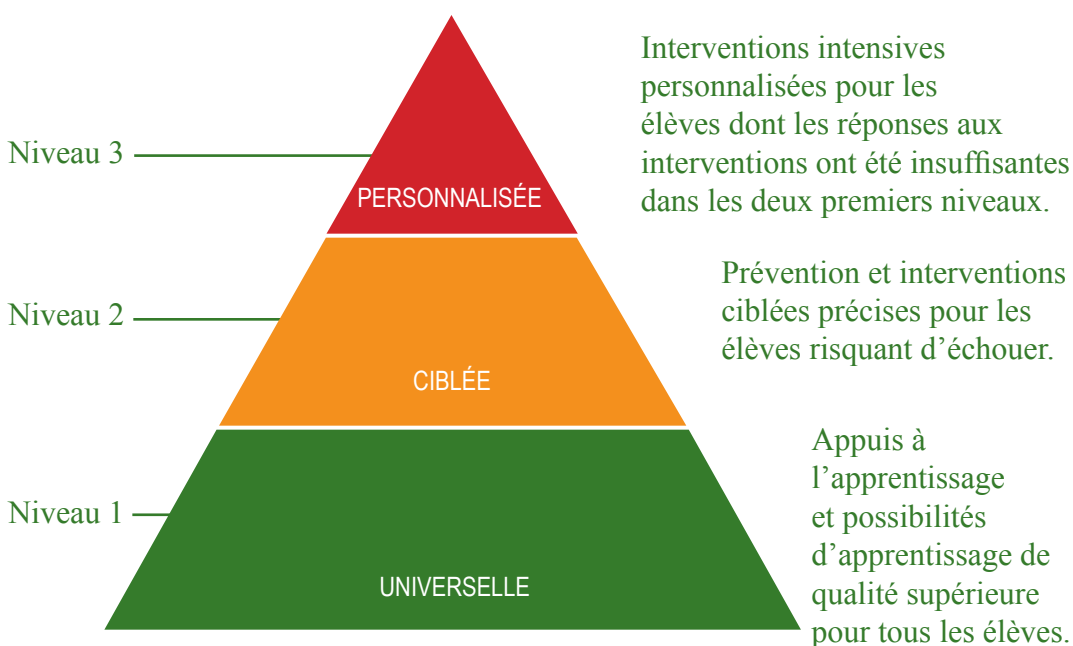 Interventions intensives
personnalisées pour les
élèves dont les réponses aux
interventions ont été insuffisantes
dans les deux premiers niveaux.
Niveau 3
PERSONNALISÉE
Prévention et interventions
ciblées précises pour les
élèves risquant d’échouer.
Niveau 2
CIBLÉE
Appuis à
l’apprentissage
et possibilités
d’apprentissage de
qualité supérieure
pour tous les élèves.
Niveau 1
UNIVERSELLE